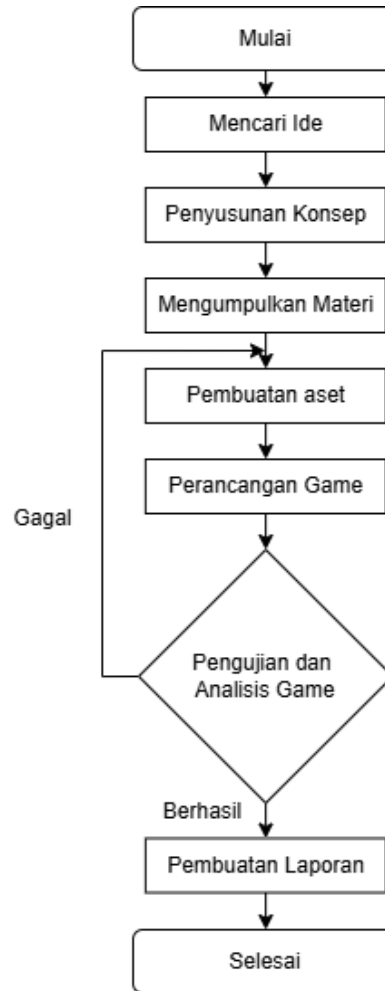 Mulai
Mencari Ide
Penyusunan Konsep
Mengumpulkan Materi
Pembuatan aset
Perancangan Game
Gagal
Pengujian dan
Analisis Game
Berhasil
Pembuatan Laporan
Selesai